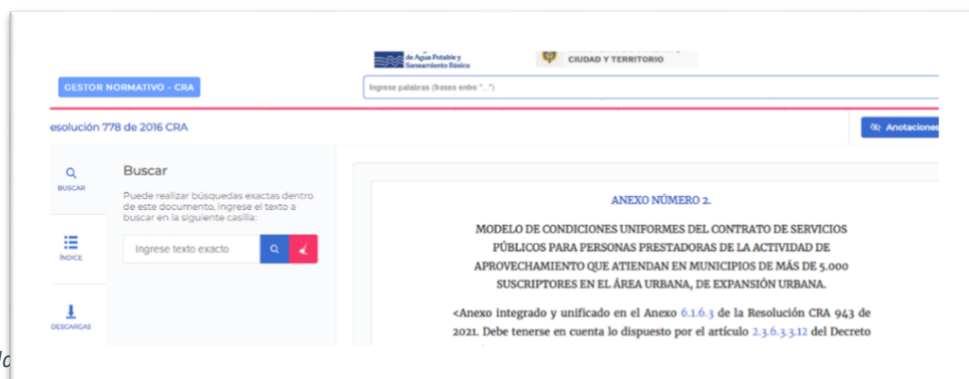 de Agua Potable y
Saneamiento Básico
CIUDAD Y TERRITORIO
GESTOR NORMATIVO - CRA
Ingrese palabras (frases entre "...")
esolución 778 de 2016 CRA
Anotaciones
BUSCAR
Buscar
Puede realizar búsquedas exactas dentro
de este documento, ingrese el texto a
buscar en la siguiente casilla:
Ingrese texto exacto
ÍNDICE
DESCARGAS
ANEXO NÚMERO 2.
MODELO DE CONDICIONES UNIFORMES DEL CONTRATO DE SERVICIOS
PÚBLICOS PARA PERSONAS PRESTADORAS DE LA ACTIVIDAD DE
APROVECHAMIENTO QUE ATIENDAN EN MUNICIPIOS DE MÁS DE 5.000
SUSCRIPTORES EN EL ÁREA URBANA, DE EXPANSIÓN URBANA.
<Anexo integrado y unificado en el Anexo 6.1.6.3 de la Resolución CRA 943 de
2021. Debe tenerse en cuenta lo dispuesto por el artículo 2.3.6.3.3.12 del Decreto